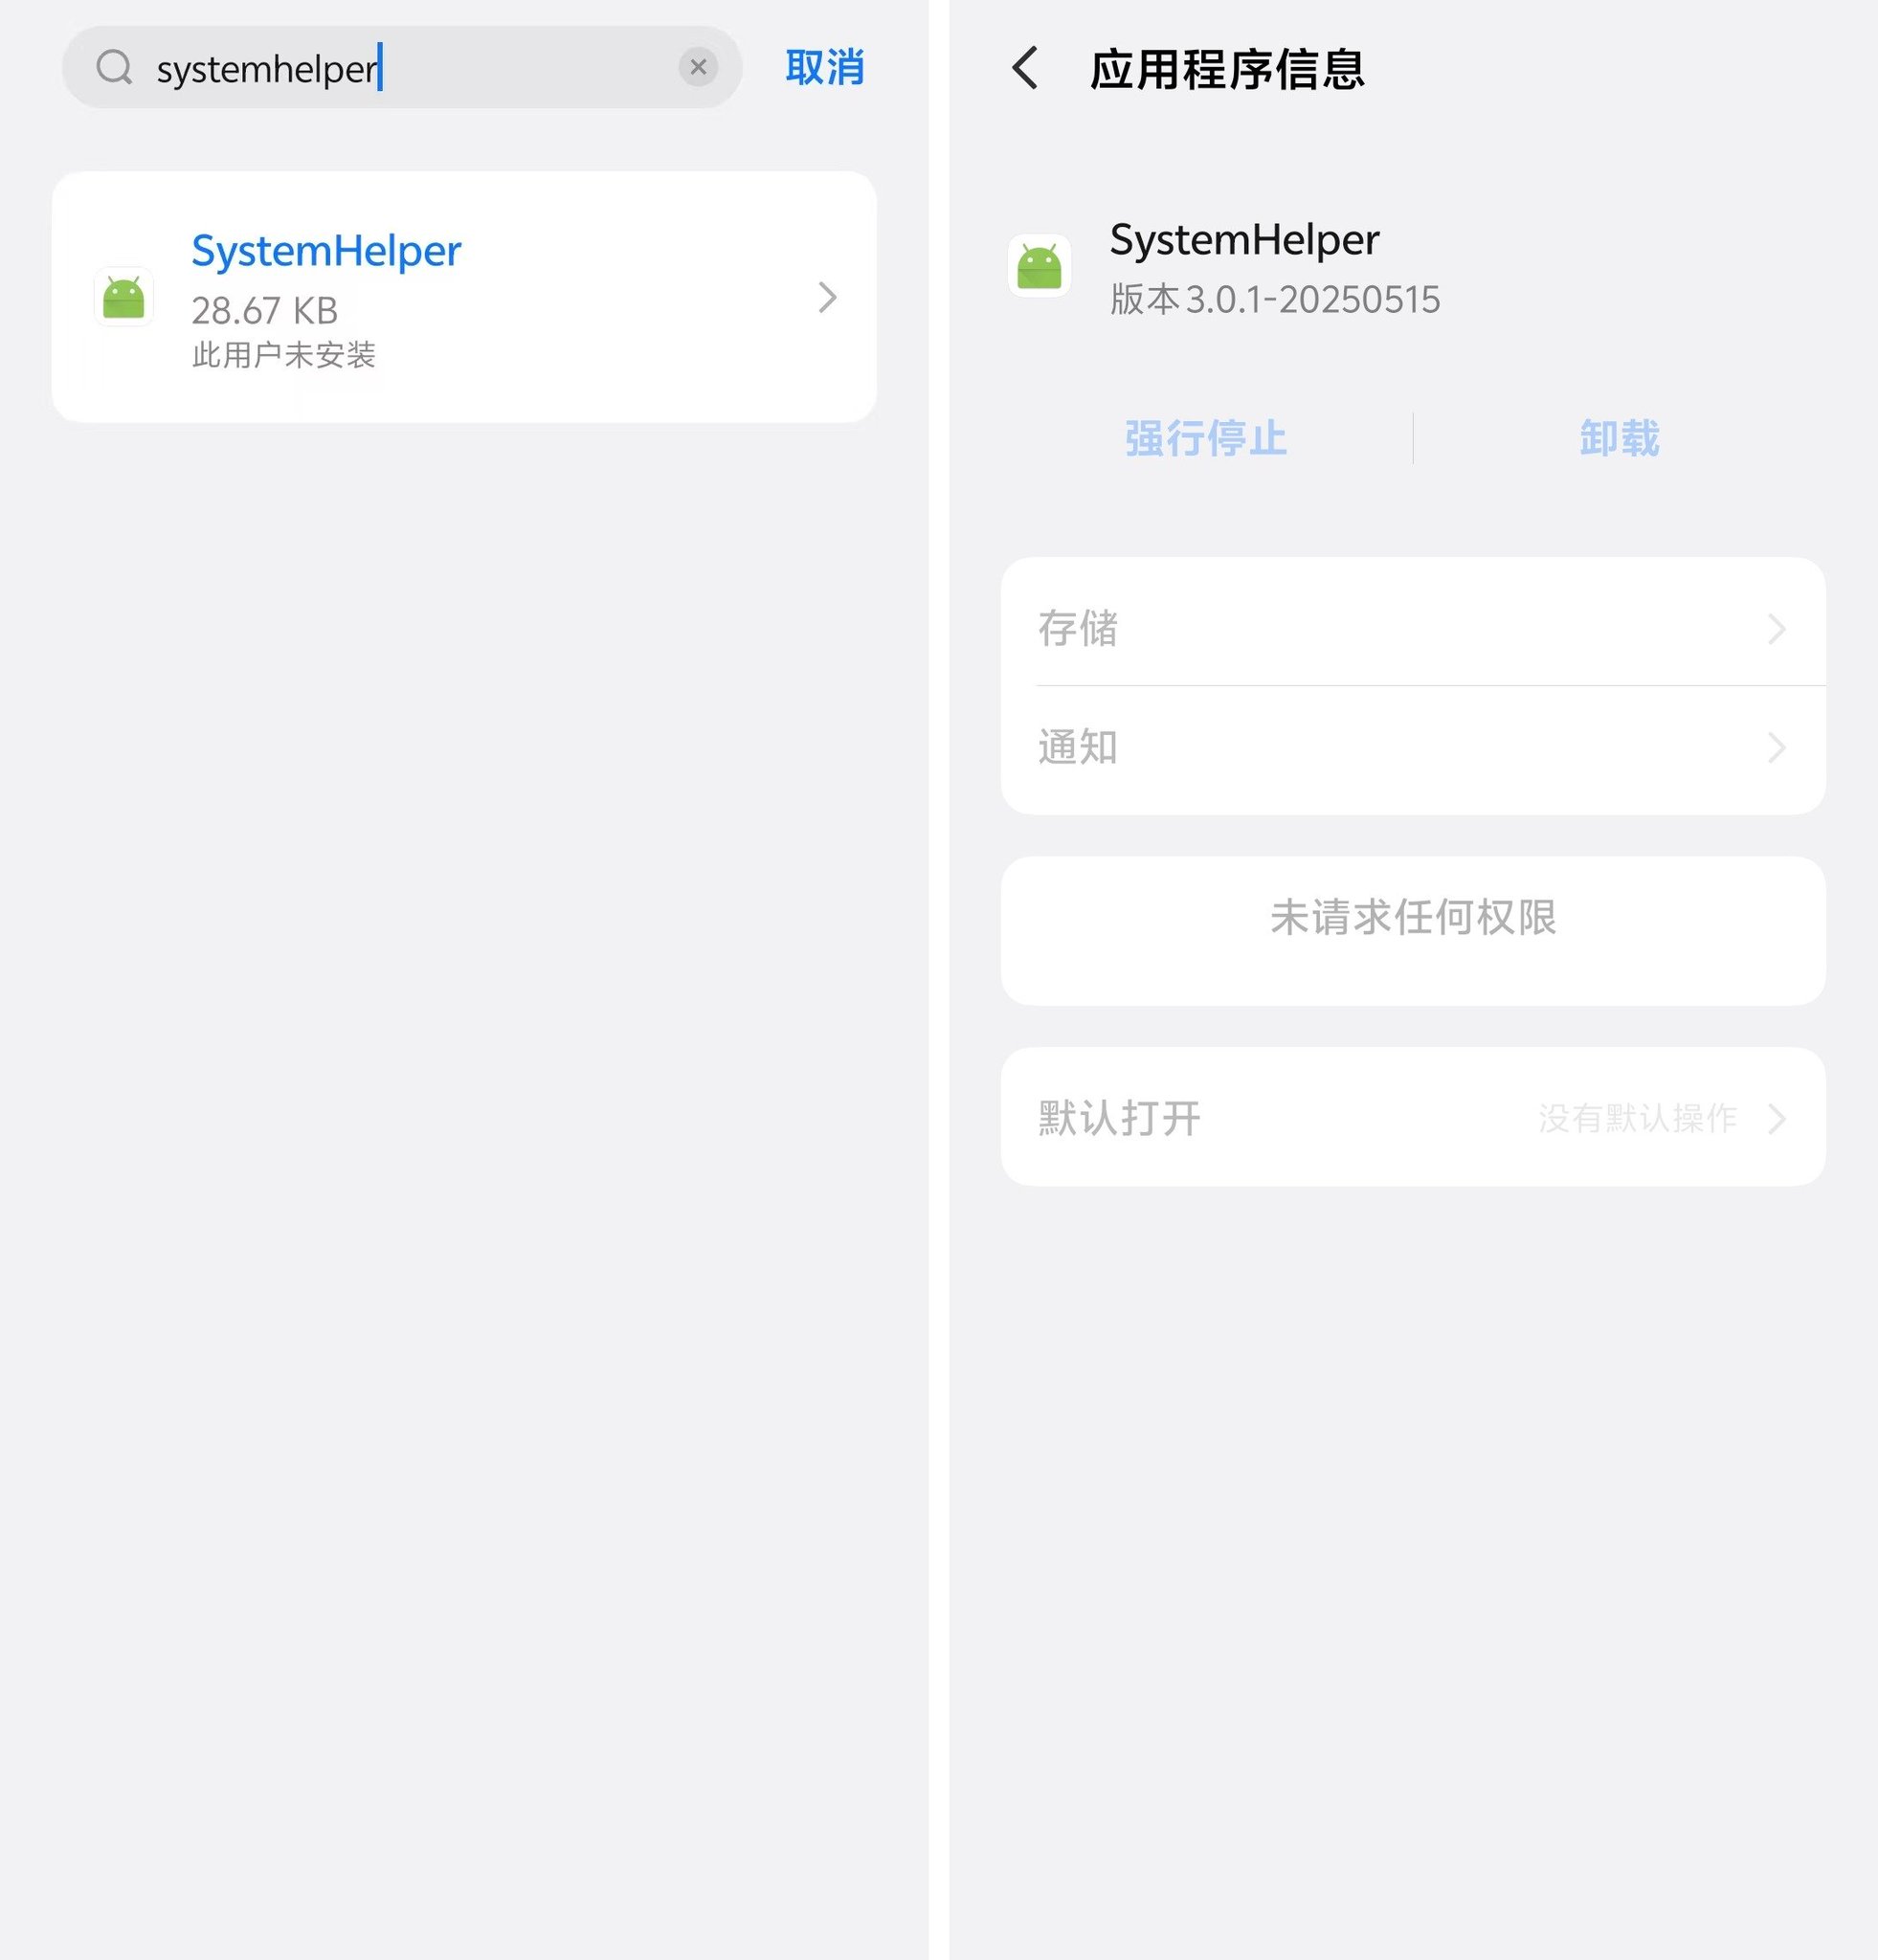 systemhelper
取消
SystemHelper
28.67 KB
此用户未安装
应用程序信息
SystemHelper
版本 3.0.1-20250515
强行停止
卸载
存储
通知
未请求任何权限
默认打开
没有默认操作